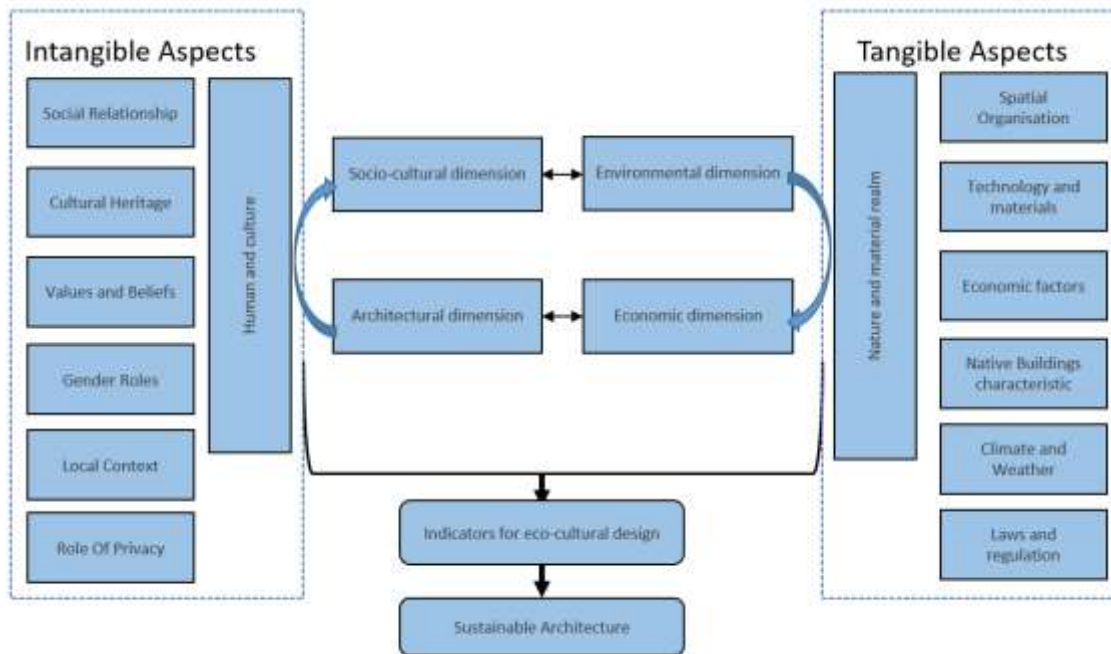 Intangible Aspects
Social Relationship
Cultural Heritage
Values and Beliefs
Gender Roles
Local Context
Role Of Privacy
Human and culture
Socio-cultural dimension
Environmental dimension
Architectural dimension
Economic dimension
Indicators for eco-cultural design
Sustainable Architecture
Tangible Aspects
Nature and material realm
Spatial
Organisation
Technology and
materials
Economic factors
Native Buildings
characteristic
Climate and
Weather
Laws and
regulation